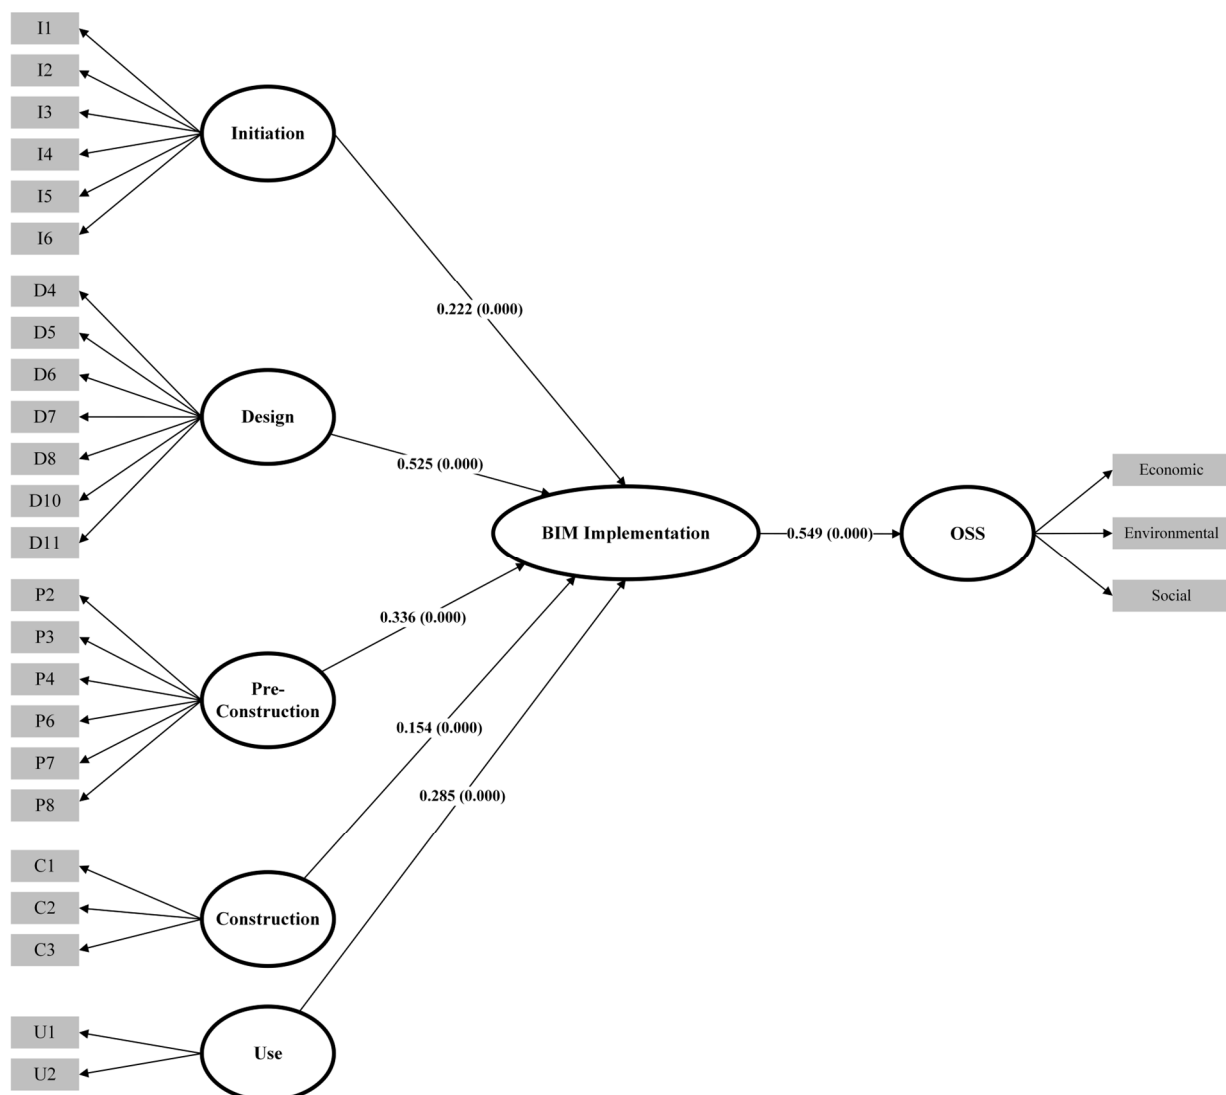 I1
I2
I3
I4
I5
I6
Initiation
0.222 (0.000)
D4
D5
D6
D7
D8
D10
D11
Design
0.525 (0.000)
BIM Implementation
0.549 (0.000)
OSS
Economic
Environmental
Social
P2
P3
P4
P6
P7
P8
Pre-
Construction
0.336 (0.000)
0.154 (0.000)
0.285 (0.000)
C1
C2
C3
Construction
U1
U2
Use